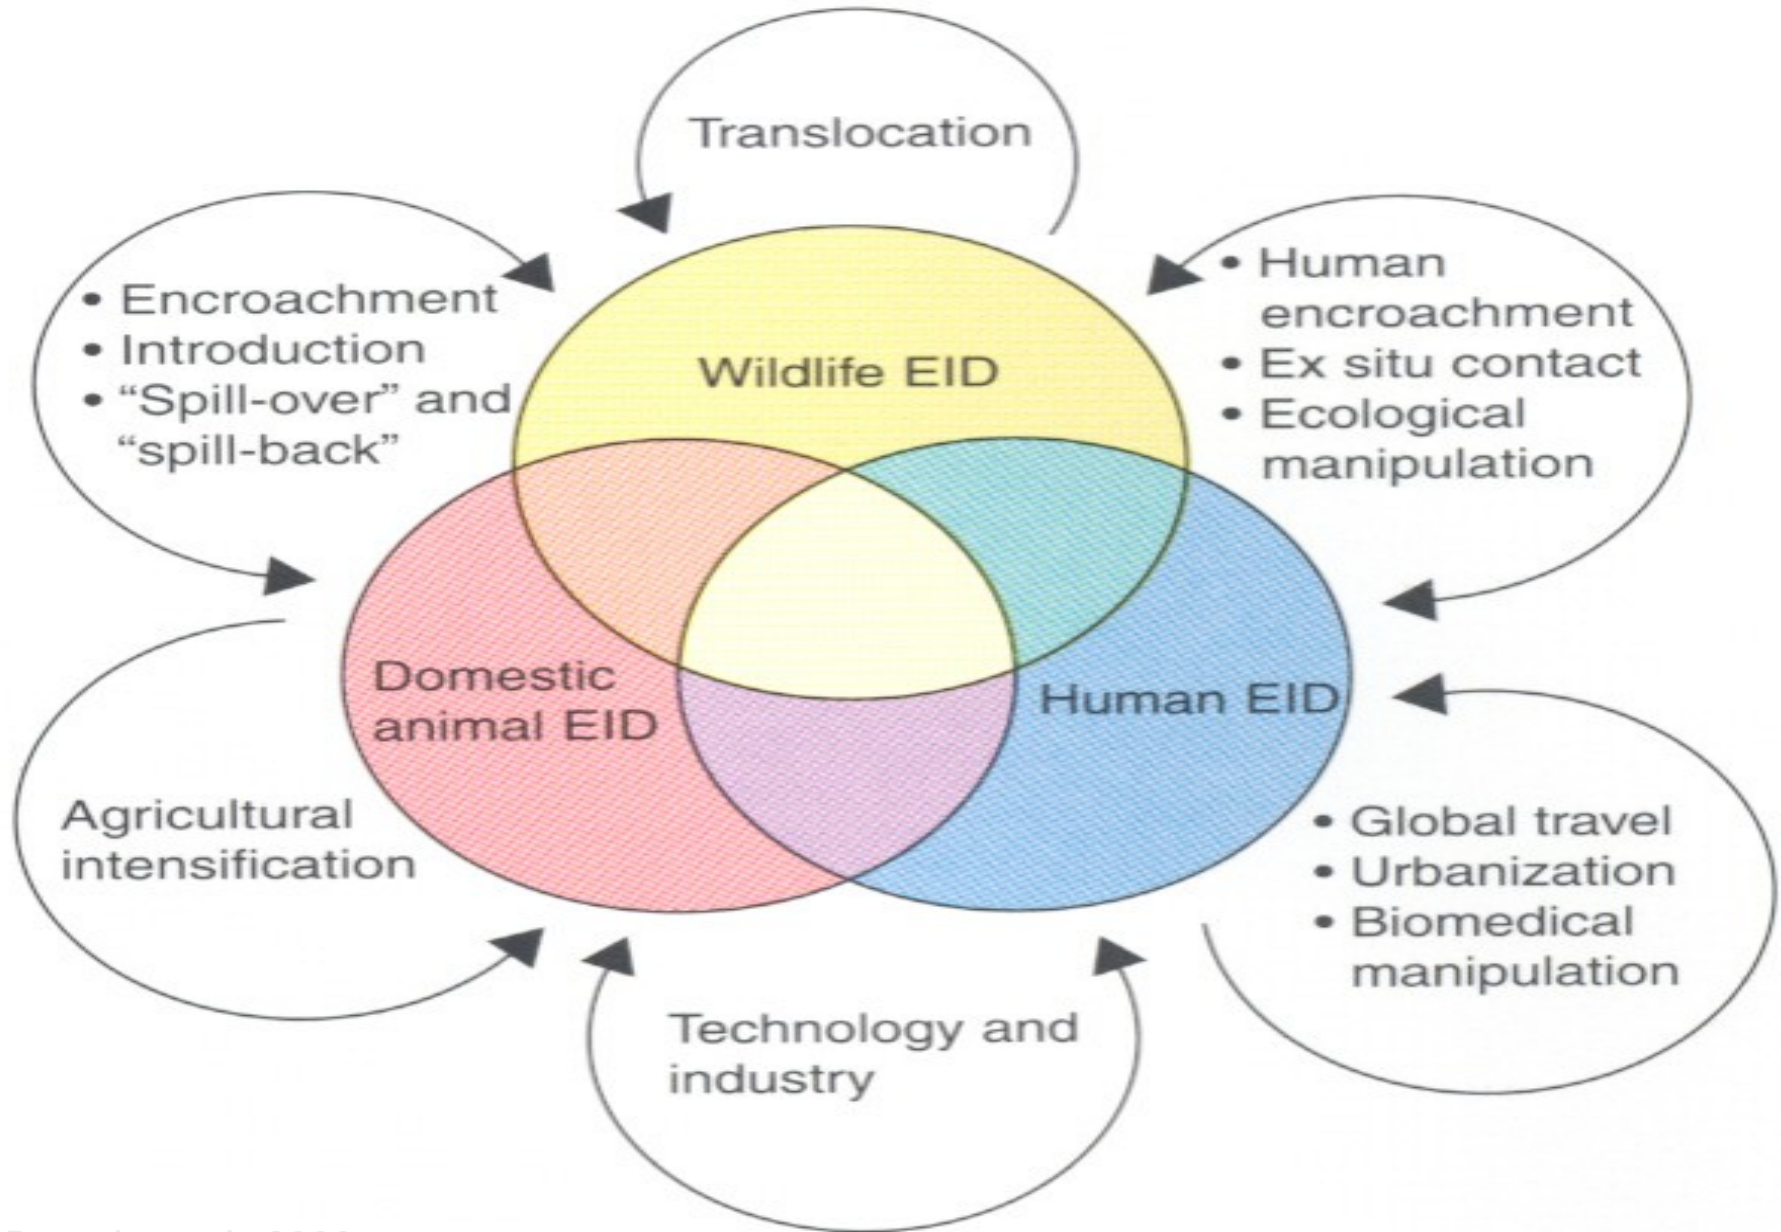 Translocation
• Encroachment
• Introduction
• “Spill-over” and
“spill-back”
• Human
encroachment
• Ex situ contact
• Ecological
manipulation
Wildlife EID
Domestic
animal EID
Human EID
Agricultural
intensification
• Global travel
• Urbanization
• Biomedical
manipulation
Technology and
industry